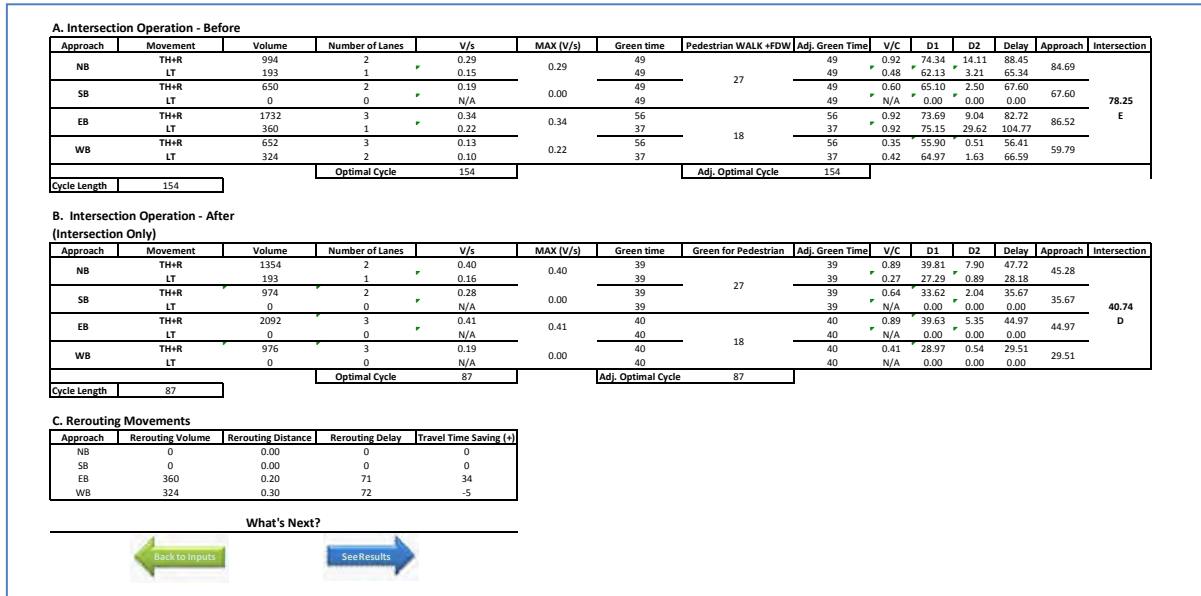 A. Intersection Operation - Before
Approach Movement Volume Number of Lanes V/s MAX (V/s) Green time Pedestrian WALK +FDW Adj. Green Time V/C D1 D2 Delay Approach Intersection
NB TH+R 994 2 0.29 0.29 49 27 49 0.92 74.34 14.11 88.45 84.69 78.25
LT 193 1 0.15 49 49 0.48 62.13 3.21 65.34
SB TH+R 650 2 0.19 0.00 49 49 0.60 65.10 2.50 67.60 67.60
LT 0 0 N/A 49 49 N/A 0.00 0.00 0.00
EB TH+R 1732 3 0.34 0.34 56 18 56 0.92 73.69 9.04 82.72 86.52 E
LT 360 1 0.22 37 37 0.92 75.15 29.62 104.77
WB TH+R 652 3 0.13 0.22 56 56 0.35 55.90 0.51 56.41 59.79
LT 324 2 0.10 37 37 0.42 64.97 1.63 66.59
Optimal Cycle 154 Adj. Optimal Cycle 154
Cycle Length 154
B. Intersection Operation - After
(Intersection Only)
Approach Movement Volume Number of Lanes V/s MAX (V/s) Green time Green for Pedestrian Adj. Green Time V/C D1 D2 Delay Approach Intersection
NB TH+R 1354 2 0.40 0.40 39 27 39 0.89 39.81 7.90 47.72 45.28 40.74
LT 193 1 0.16 39 39 0.27 27.29 0.89 28.18
SB TH+R 974 2 0.28 0.00 39 39 0.64 33.62 2.04 35.67 35.67
LT 0 0 N/A 39 39 N/A 0.00 0.00 0.00
EB TH+R 2092 3 0.41 0.41 40 18 40 0.89 39.63 5.35 44.97 44.97 D
LT 0 0 N/A 40 40 N/A 0.00 0.00 0.00
WB TH+R 976 3 0.19 0.00 40 40 0.41 28.97 0.54 29.51 29.51
LT 0 0 N/A 40 40 N/A 0.00 0.00 0.00
Optimal Cycle 87 Adj. Optimal Cycle 87
Cycle Length 87
C. Rerouting Movements
Approach Rerouting Volume Rerouting Distance Rerouting Delay Travel Time Saving (+)
NB 0 0.00 0 0
SB 0 0.00 0 0
EB 360 0.20 71 34
WB 324 0.30 72 -5
What's Next?
Back to Inputs See Results